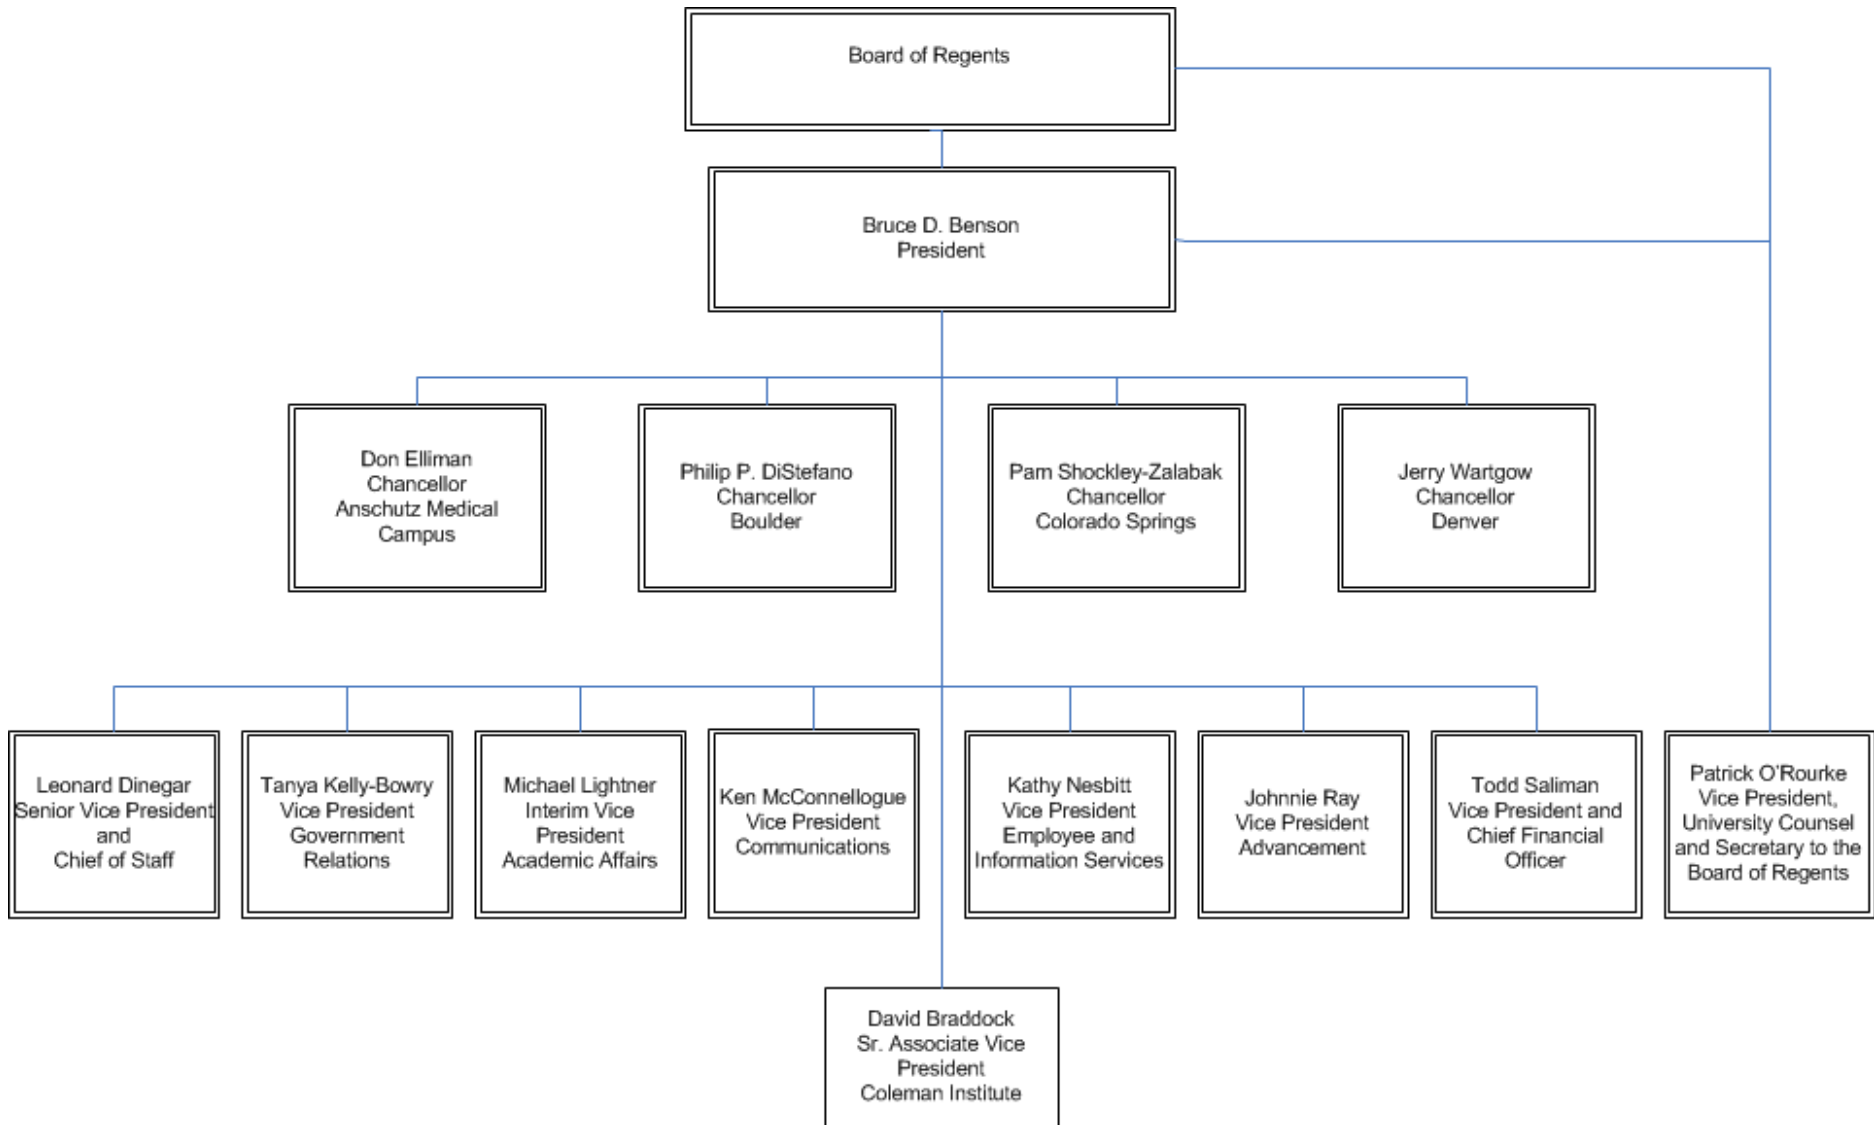 Board of Regents
Bruce D. Benson
President
Don Elliman
Chancellor
Anschutz Medical
Campus
Philip P. DiStefano
Chancellor
Boulder
Pam Shockley-Zalabak
Chancellor
Colorado Springs
Jerry Wartgow
Chancellor
Denver
Leonard Dinegar
Senior Vice President
and
Chief of Staff
Tanya Kelly-Bowry
Vice President
Government
Relations
Michael Lightner
Interim Vice
President
Academic Affairs
Ken McConnellogue
Vice President
Communications
Kathy Nesbitt
Vice President
Employee and
Information Services
Johnnie Ray
Vice President
Advancement
Todd Saliman
Vice President and
Chief Financial
Officer
Patrick O'Rourke
Vice President,
University Counsel
and Secretary to the
Board of Regents
David Braddock
Sr. Associate Vice
President
Coleman Institute